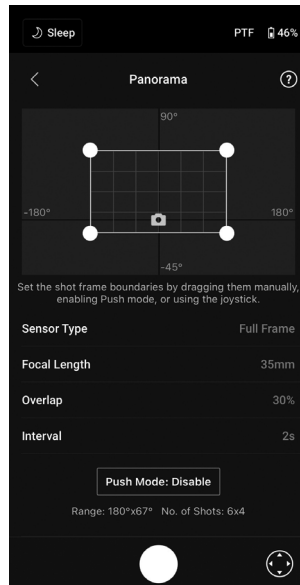 Sleep PTF 46%
Panorama ?
90°
-180° 180°
-45°
Set the shot frame boundaries by dragging them manually,
enabling Push mode, or using the joystick.
Sensor Type Full Frame
Focal Length 35mm
Overlap 30%
Interval 2s
Push Mode: Disable
Range: 180°x67° No. of Shots: 6x4